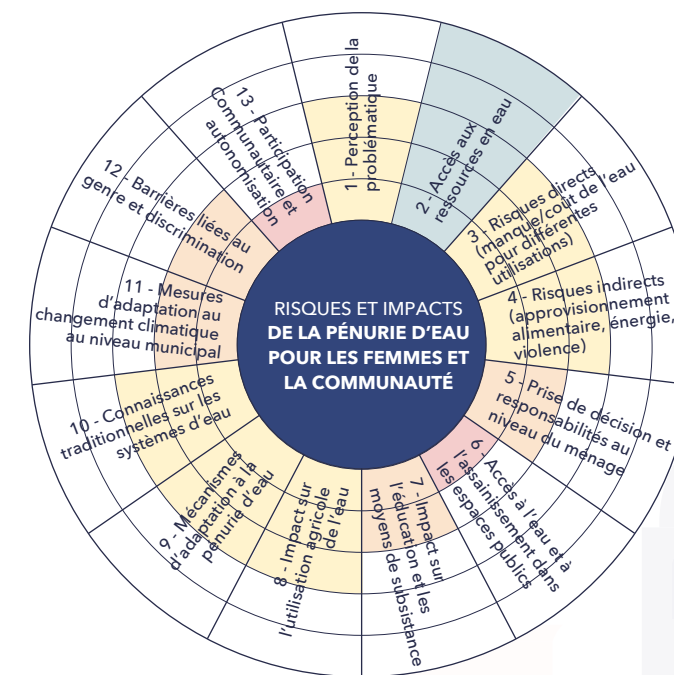 RISQUES ET IMPACTS
DE LA PÉNURIE D'EAU
POUR LES FEMMES ET
LA COMMUNAUTÉ
1 - Perception de la
problématique
2 - Accès aux
ressources en eau
3 - Risques directs
(manque/coût de l'eau
pour différentes
utilisations)
4 - Risques indirects
(approvisionnement
alimentaire, énergie,
violence)
5 - Prise de décision et
responsabilités au
niveau du ménage
6 - Accès à l'eau et à
l'assainissement dans
les espaces publics
7 - Impact sur
l'éducation et les
moyens de subsistance
8 - Impact sur
l'utilisation agricole
de l'eau
9 - Mécanismes
d'adaptation à la
pénurie d'eau
10 - Connaissances
traditionnelles sur les
systèmes d'eau
11 - Mesures
d'adaptation au
changement climatique
au niveau municipal
12 - Barrières liées au
genre et discrimination
13 - Participation
Communautaire et
autonomisation